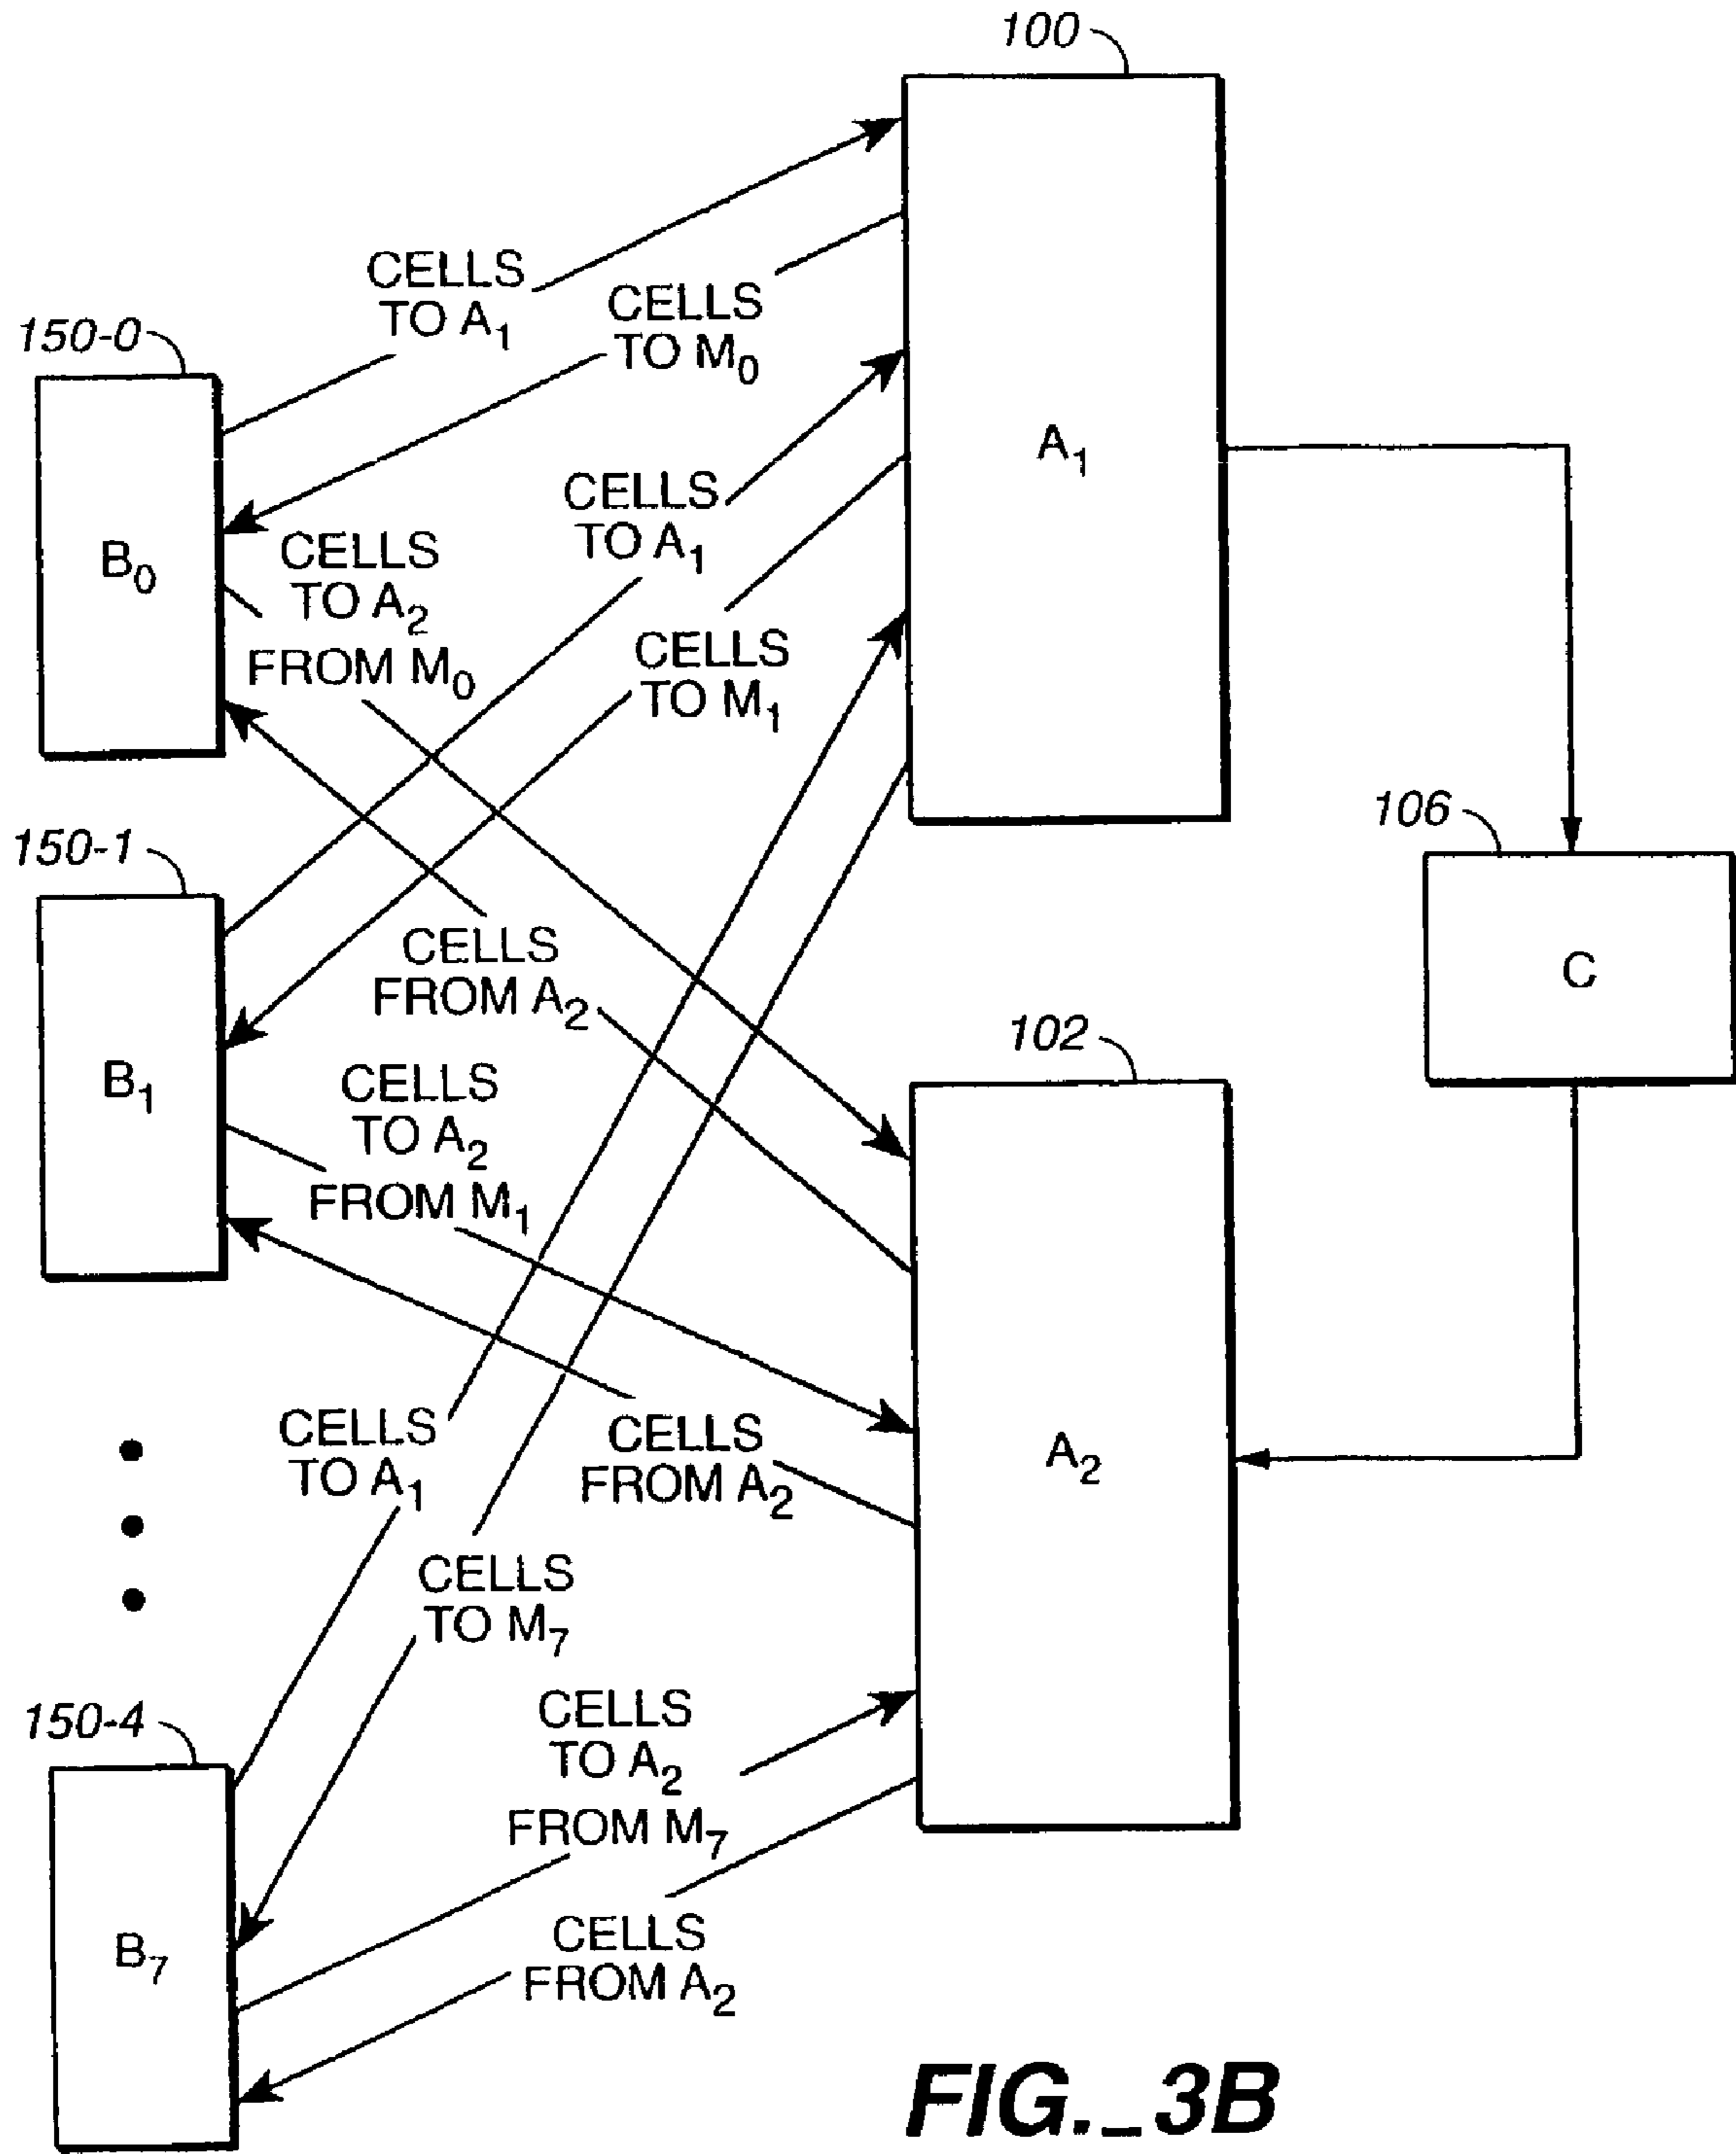 100
CELLS
TO A₁
CELLS
TO M₀
150-0
A₁
CELLS
TO A₁
B₀
CELLS
TO A₂
FROM M₀
CELLS
TO M₁
106
150-1
C
CELLS
FROM A₂
102
B₁
CELLS
TO A₂
FROM M₁
CELLS
TO A₁
CELLS
FROM A₂
A₂
CELLS
TO M₇
150-4
CELLS
TO A₂
FROM M₇
B₇
CELLS
FROM A₂
FIG._3B